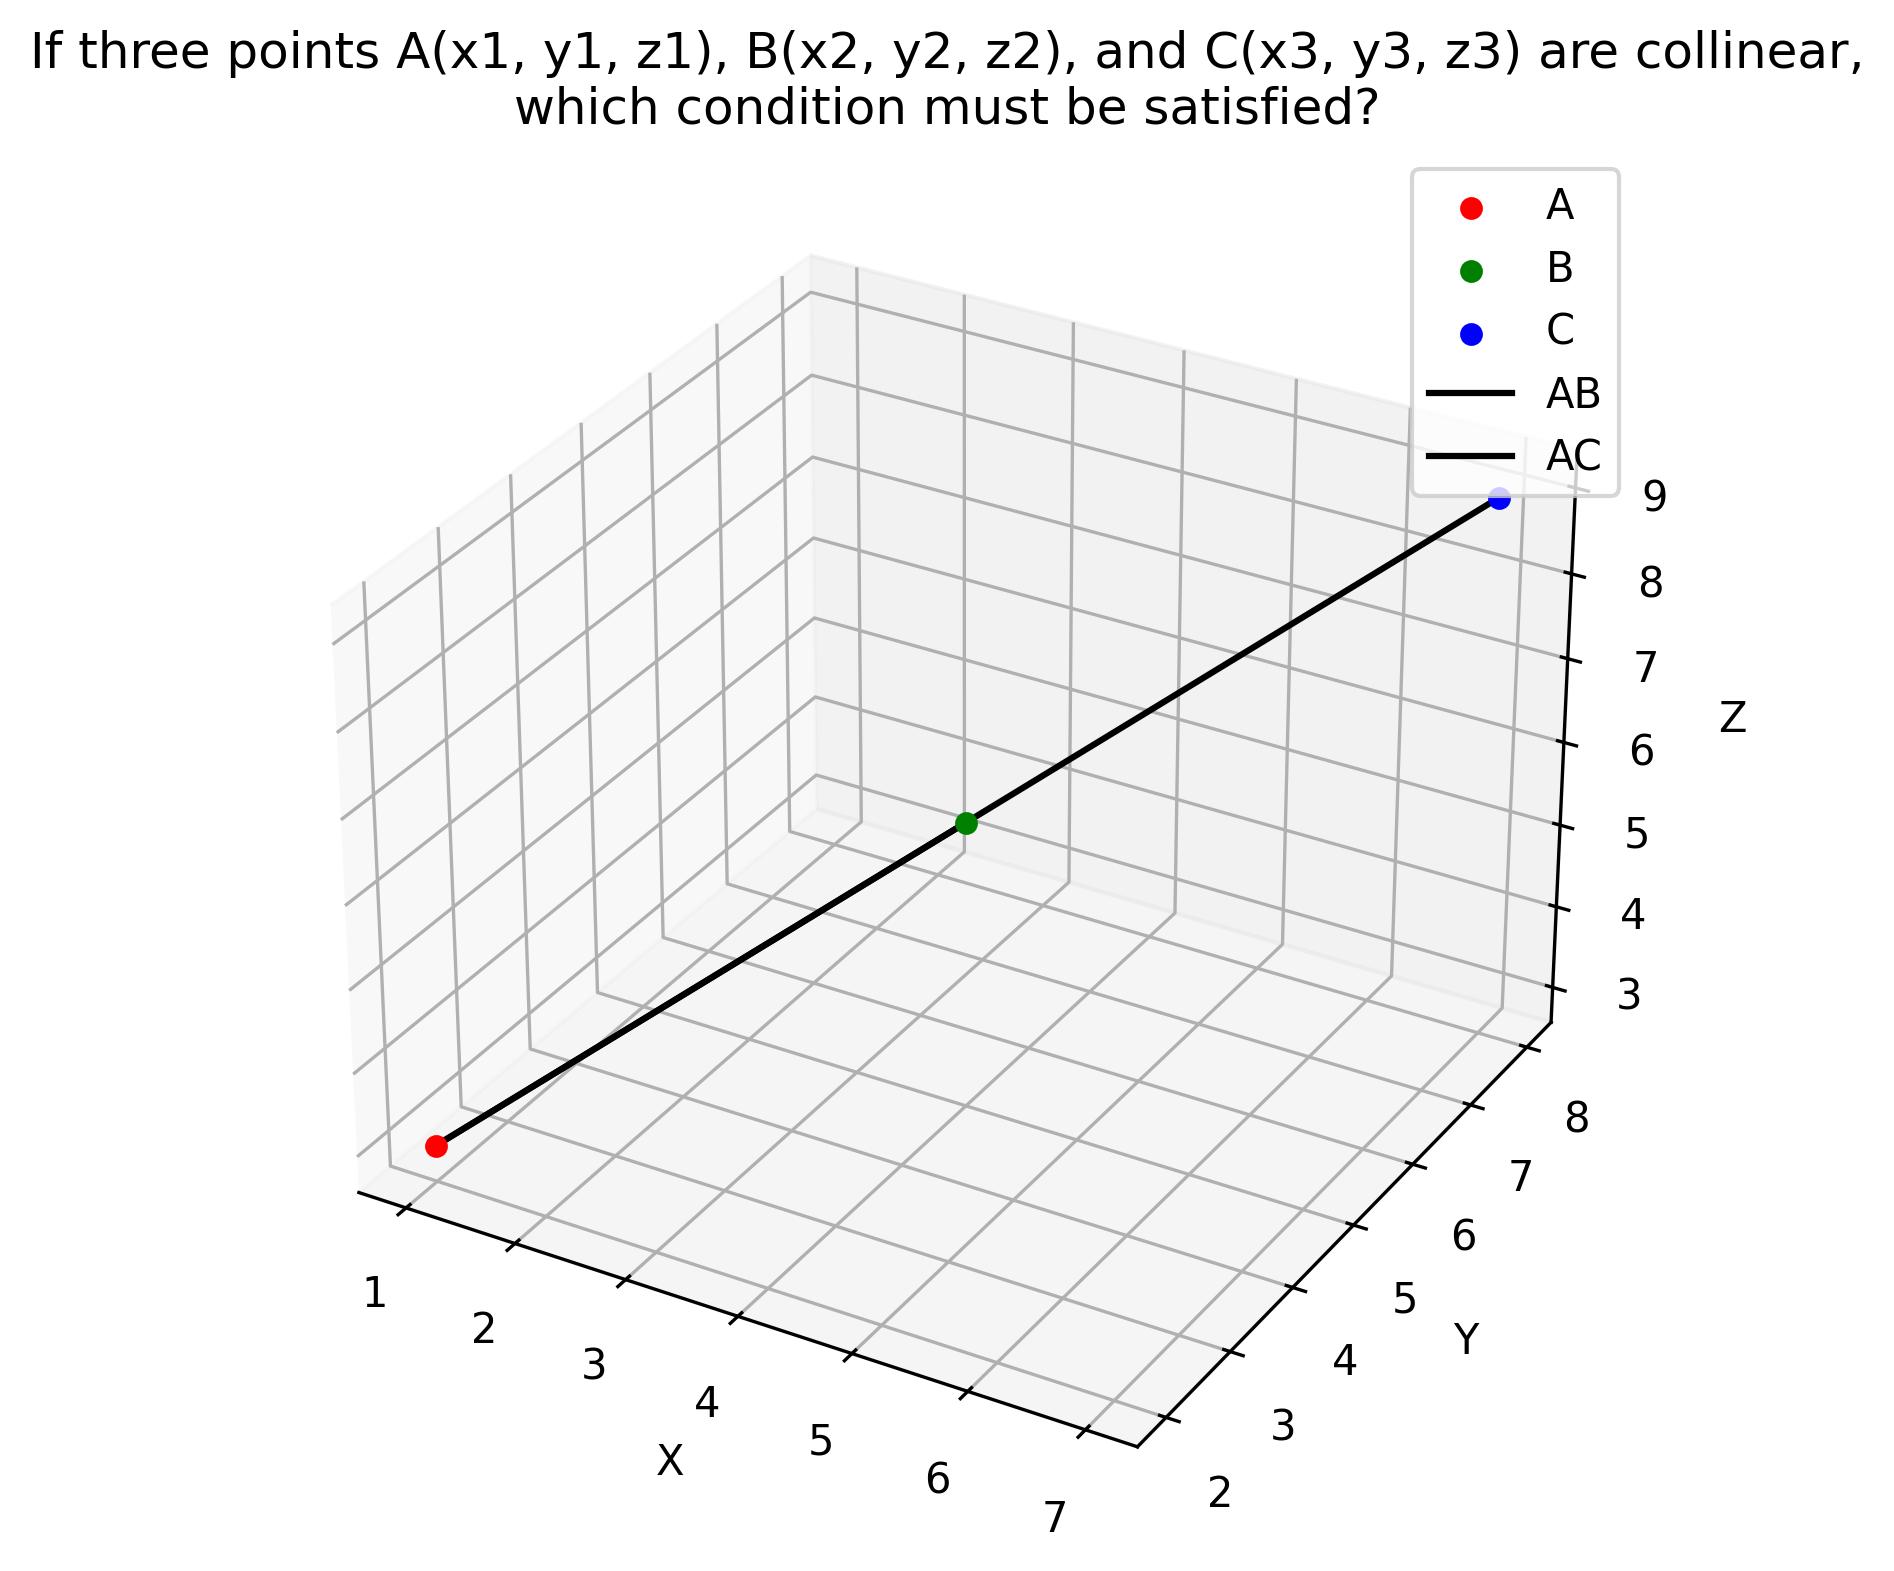 If three points A(x1, y1, z1), B(x2, y2, z2), and C(x3, y3, z3) are collinear,
which condition must be satisfied?
A
B
C
AB
AC
9
8
7
6
5
4
3
Z
8
7
6
5
4
3
2
Y
1
2
3
4
5
6
7
X